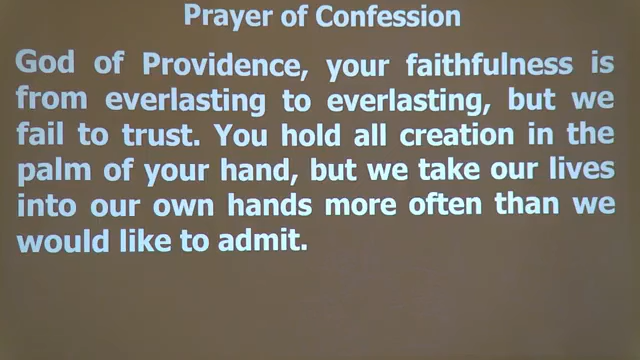 Prayer of Confession
God of Providence, your faithfulness is
from everlasting to everlasting, but we
fail to trust. You hold all creation in the
palm of your hand, but we take our lives
into our own hands more often than we
would like to admit.